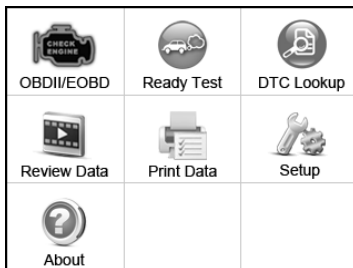 CHECK
ENGINE
OBDII/EOBD
Ready Test
DTC Lookup
Review Data
Print Data
Setup
About